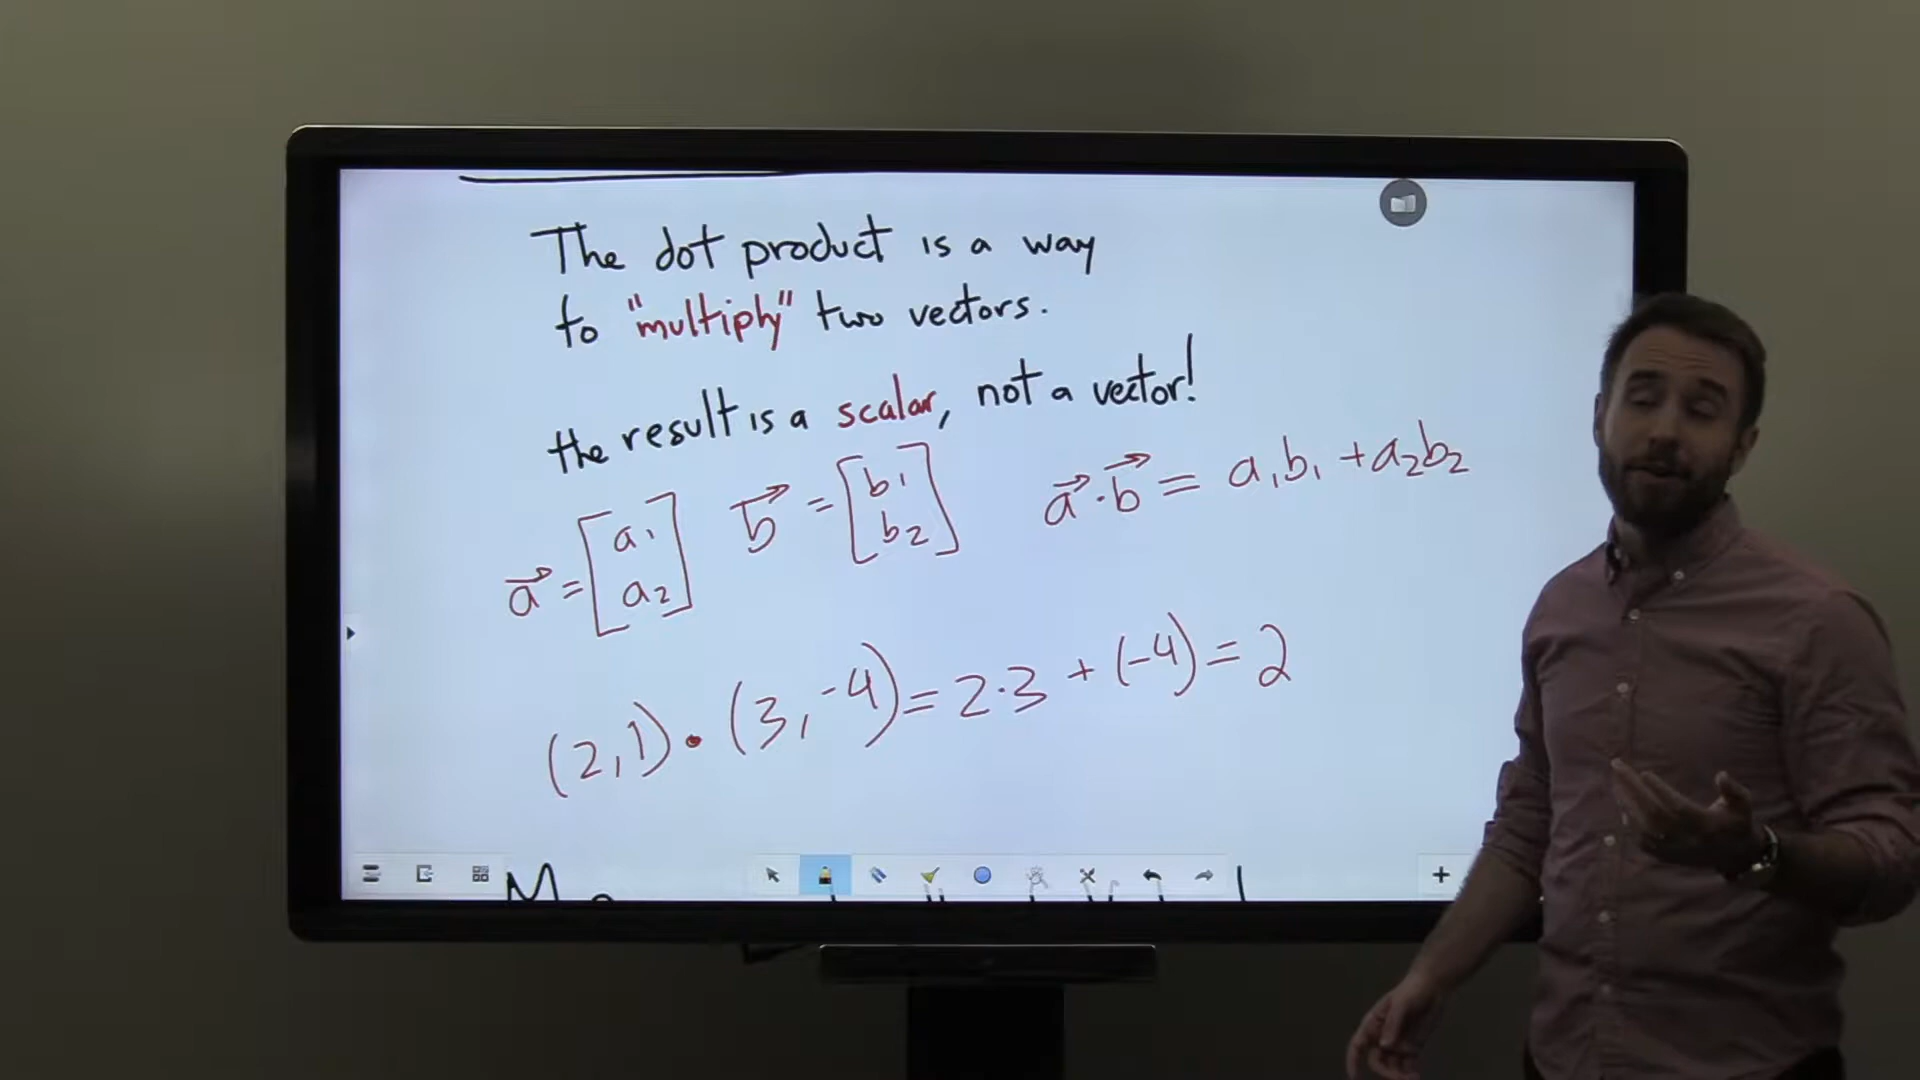 The dot product is a way
to "multiply" two vectors.
the result is a scalar, not a vector!
a⃗ = [a₁ a₂] b⃗ = [b₁ b₂] a⃗·b⃗ = a₁b₁ + a₂b₂
(2,1) • (3,-4) = 2·3 + (-4) = 2